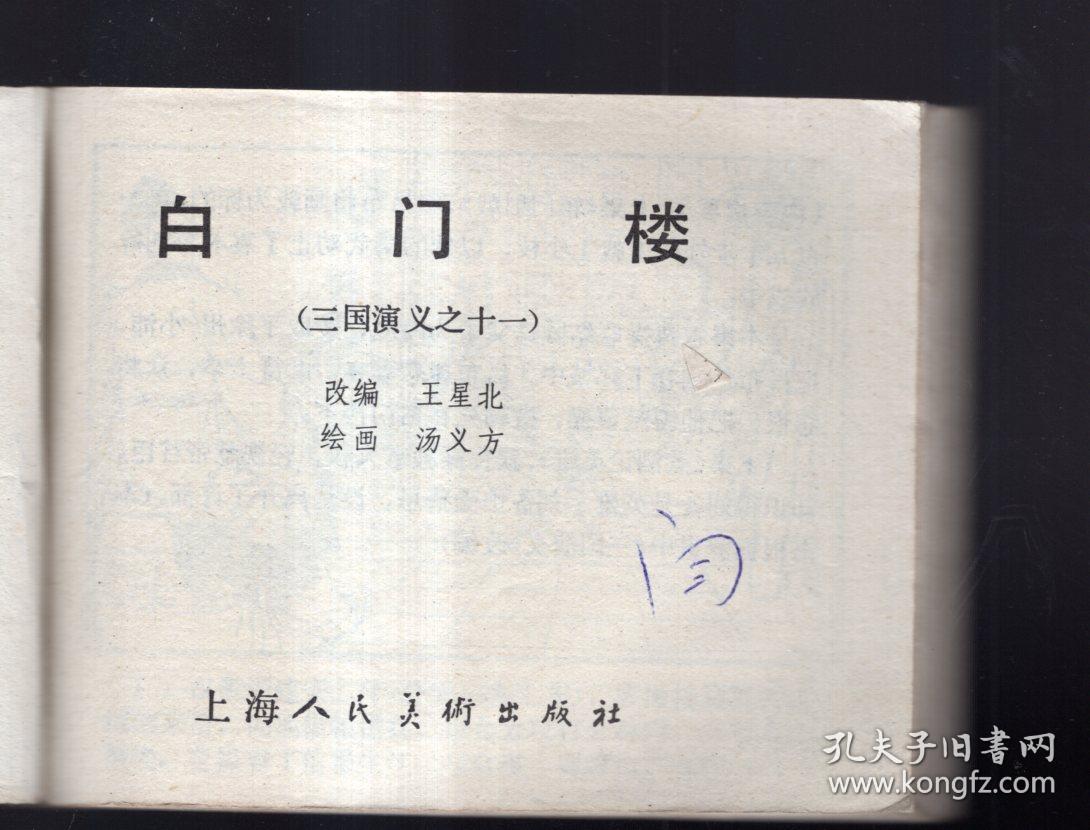 白门楼
(三国演义之十一)
改编 王星北
绘画 汤义方
闫
上海人民美術出版社
孔夫子旧书网
www.kongfz.com